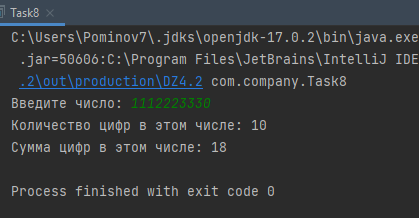 Task8 ×
C:\Users\Pominov7\.jdks\openjdk-17.0.2\bin\java.exe
.jar=50606:C:\Program Files\JetBrains\IntelliJ IDE
.2\out\production\DZ4.2 com.company.Task8
Введите число: 1112223330
Количество цифр в этом числе: 10
Сумма цифр в этом числе: 18
Process finished with exit code 0